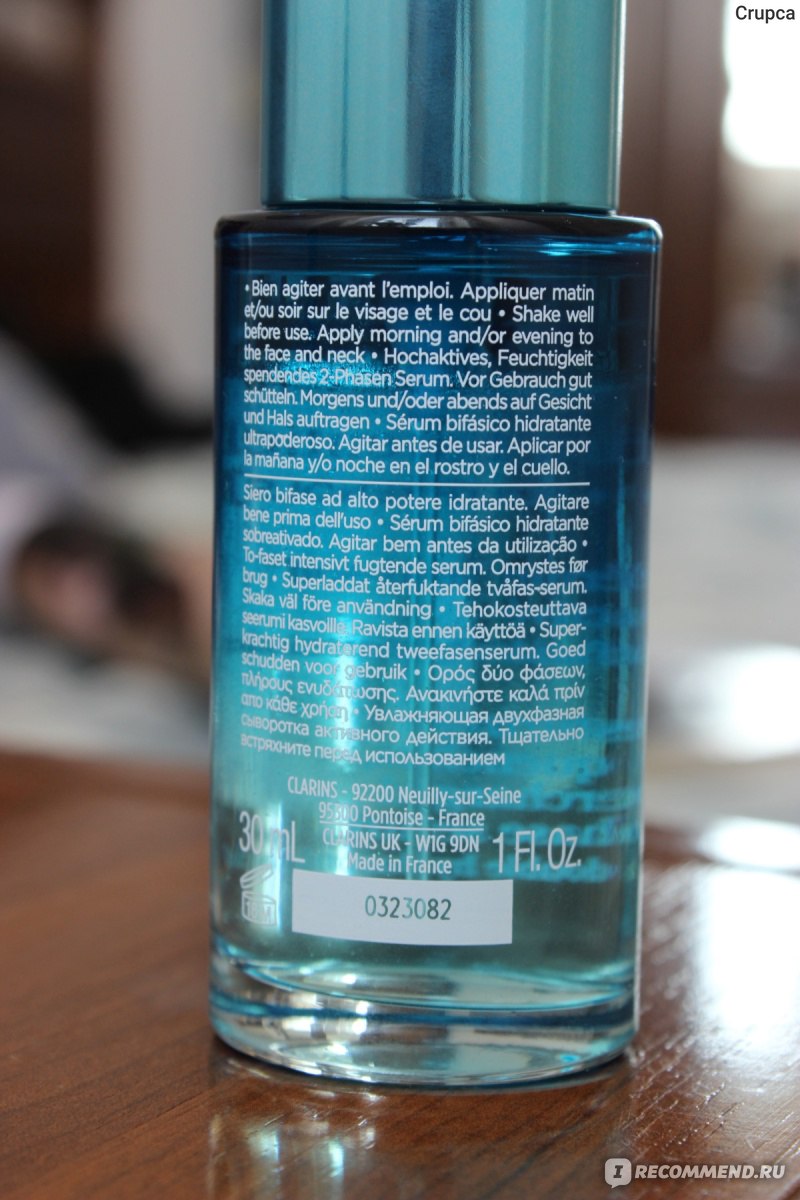 Crupca
• Bien agiter avant l'emploi. Appliquer matin
et/ou soir sur le visage et le cou • Shake well
before use. Apply morning and/or evening to
the face and neck • Hochaktives, Feuchtigkeit
spendendes 2-Phasen Serum. Vor Gebrauch gut
schütteln. Morgens und/oder abends auf Gesicht
und Hals auftragen • Sérum bifásico hidratante
ultrapoderoso. Agitar antes de usar. Aplicar por
la mañana y/o noche en el rostro y el cuello.
Siero bifase ad alto potere idratante. Agitare
bene prima dell'uso • Sérum bifásico hidratante
sobreativado. Agitar bem antes da utilização •
To-faset intensivt fugtende serum. Omrystes før
brug • Superladdat återfuktande tvåfas-serum.
Skaka väl före användning • Tehokosteuttava
seerumi kasvoille. Ravista ennen käyttöä • Super-
krachtig hydraterend tweefasenserum. Goed
schudden voor gebruik • Ορός δύο φάσεων,
πλήρους ενυδάτωσης. Ανακινήστε καλά πριν
απο κάθε χρήση • Увлажняющая двухфазная
сыворотка активного действия. Тщательно
встряхните перед использованием
CLARINS - 92200 Neuilly-sur-Seine
95300 Pontoise - France
30 mL CLARINS UK - W1G 9DN 1 Fl. Oz.
Made in France
0323082
IRECOMMEND.RU